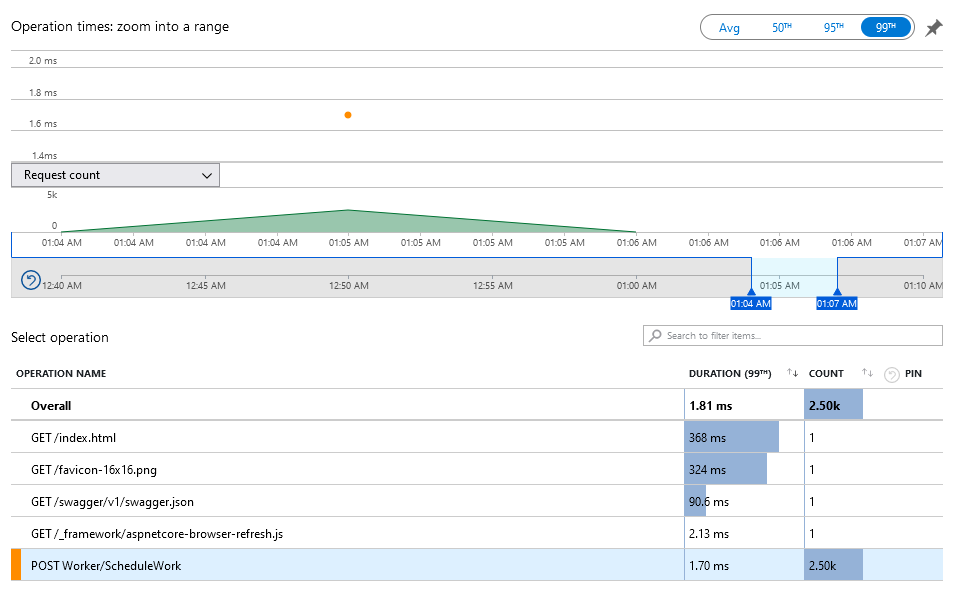 Operation times: zoom into a range
Avg 50TH 95TH 99TH
2.0 ms
1.8 ms
1.6 ms
1.4ms
Request count
5k
0
01:04 AM 01:04 AM 01:04 AM 01:04 AM 01:05 AM 01:05 AM 01:05 AM 01:05 AM 01:06 AM 01:06 AM 01:06 AM 01:06 AM 01:07 AM
12:40 AM 12:45 AM 12:50 AM 12:55 AM 01:00 AM 01:05 AM 01:10 AM
01:04 AM 01:07 AM
Select operation
Search to filter items...
OPERATION NAME DURATION (99TH) COUNT PIN
Overall 1.81 ms 2.50k
GET /index.html 368 ms 1
GET /favicon-16x16.png 324 ms 1
GET /swagger/v1/swagger.json 90.6 ms 1
GET /_framework/aspnetcore-browser-refresh.js 2.13 ms 1
POST Worker/ScheduleWork 1.70 ms 2.50k